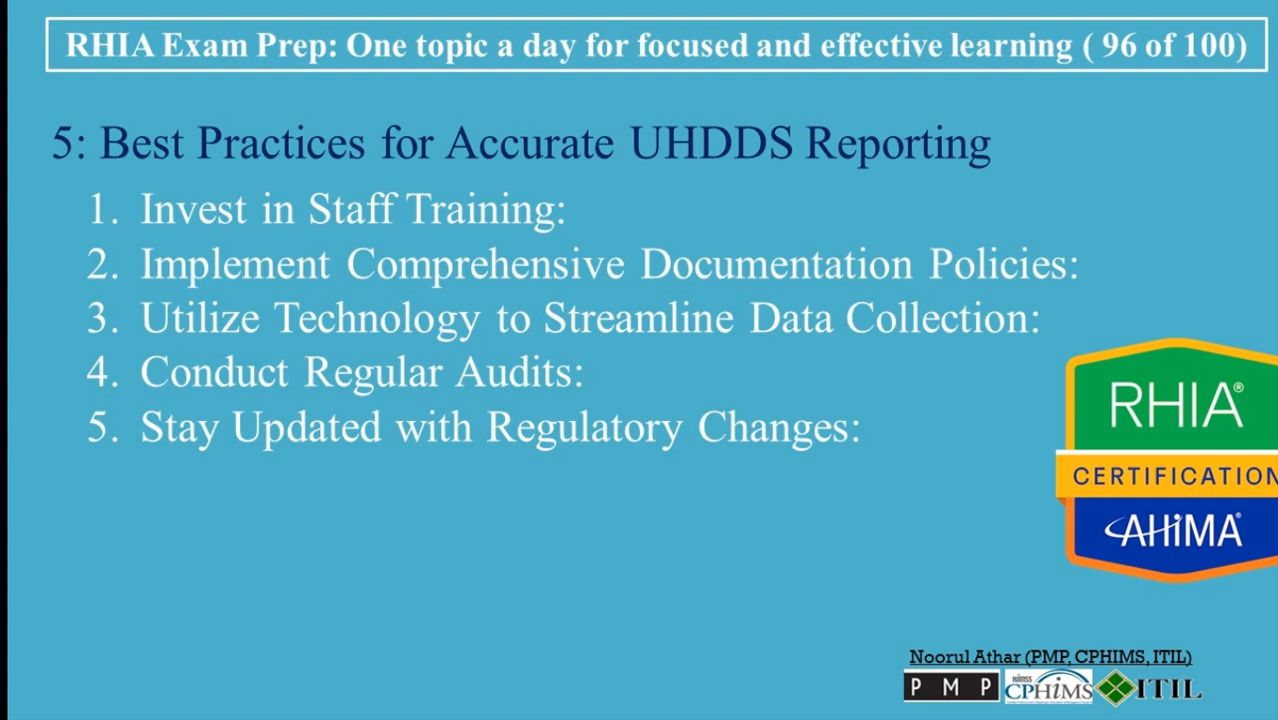 RHIA Exam Prep: One topic a day for focused and effective learning ( 96 of 100)
5: Best Practices for Accurate UHDDS Reporting
1. Invest in Staff Training:
2. Implement Comprehensive Documentation Policies:
3. Utilize Technology to Streamline Data Collection:
4. Conduct Regular Audits:
5. Stay Updated with Regulatory Changes:
RHIA®
CERTIFICATION
AHiMA®
Noorul Athar (PMP, CPHIMS, ITIL)
PMP
himss
CPHiMS
ITIL